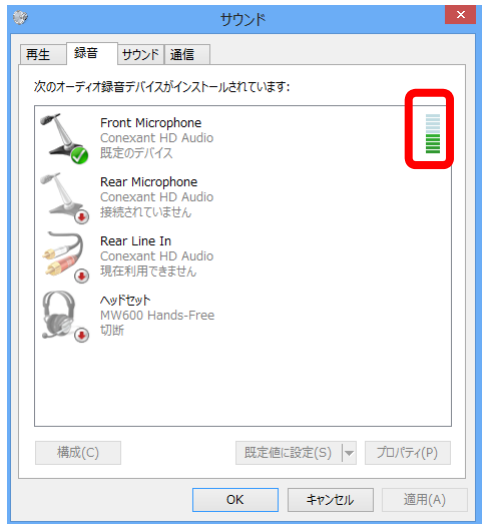 サウンド
再生 録音 サウンド 通信
次のオーディオ録音デバイスがインストールされています:
Front Microphone
Conexant HD Audio
既定のデバイス
Rear Microphone
Conexant HD Audio
接続されていません
Rear Line In
Conexant HD Audio
現在利用できません
ヘッドセット
MW600 Hands-Free
切断
構成(C) 既定値に設定(S) プロパティ(P)
OK キャンセル 適用(A)